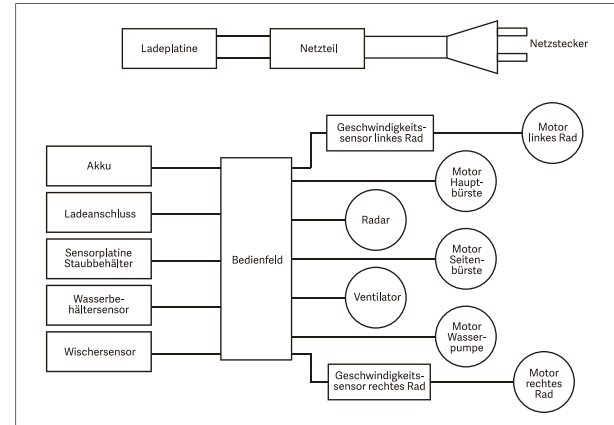 Ladeplatine
Netzteil
Netzstecker
Geschwindigkeits-
sensor linkes Rad
Motor
linkes Rad
Akku
Motor
Haupt-
bürste
Ladeanschluss
Radar
Sensorplatine
Staubbehälter
Bedienfeld
Motor
Seiten-
bürste
Wasserbe-
hältersensor
Ventilator
Wischersensor
Motor
Wasser-
pumpe
Geschwindigkeits-
sensor rechtes Rad
Motor
rechtes
Rad